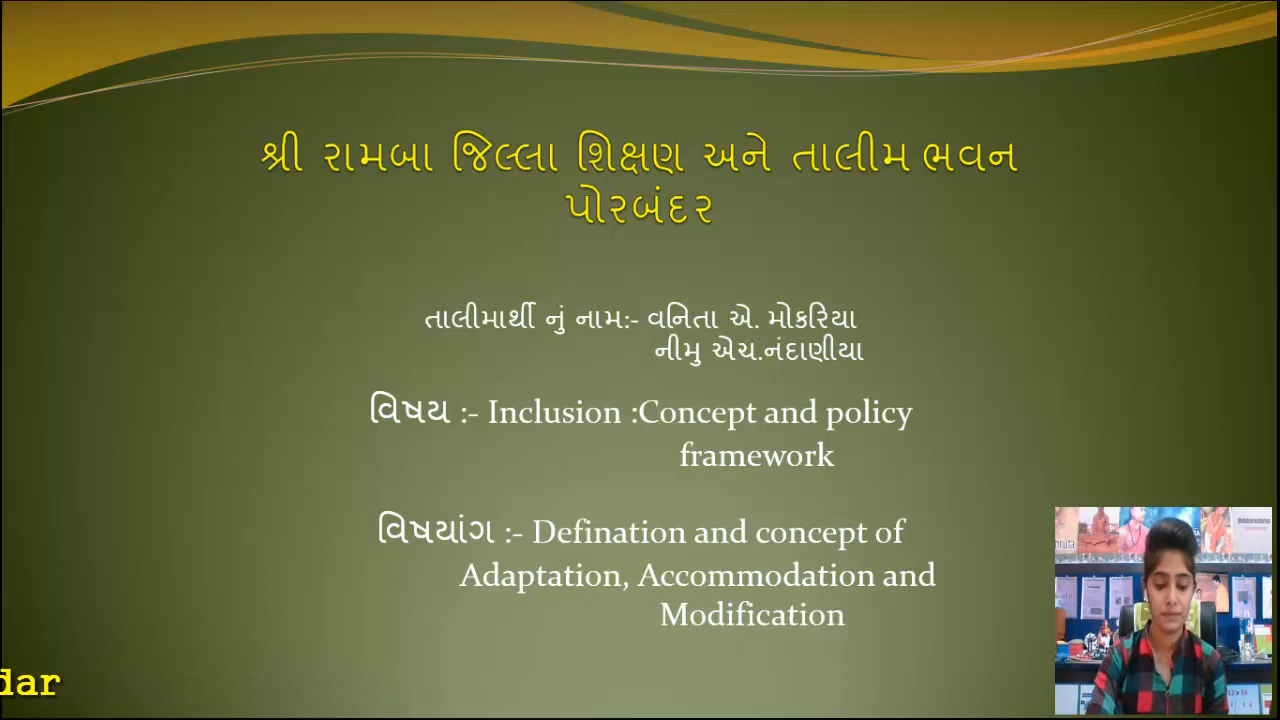 શ્રી રામબા જિલ્લા શિક્ષણ અને તાલીમ ભવન
પોરબંદર
તાલીમાર્થી નું નામ:- વનિતા એ. મોકરિયા
નીમુ એચ.નંદાણીયા
વિષય :- Inclusion :Concept and policy
framework
વિષયાંગ :- Defination and concept of
Adaptation, Accommodation and
Modification
dar